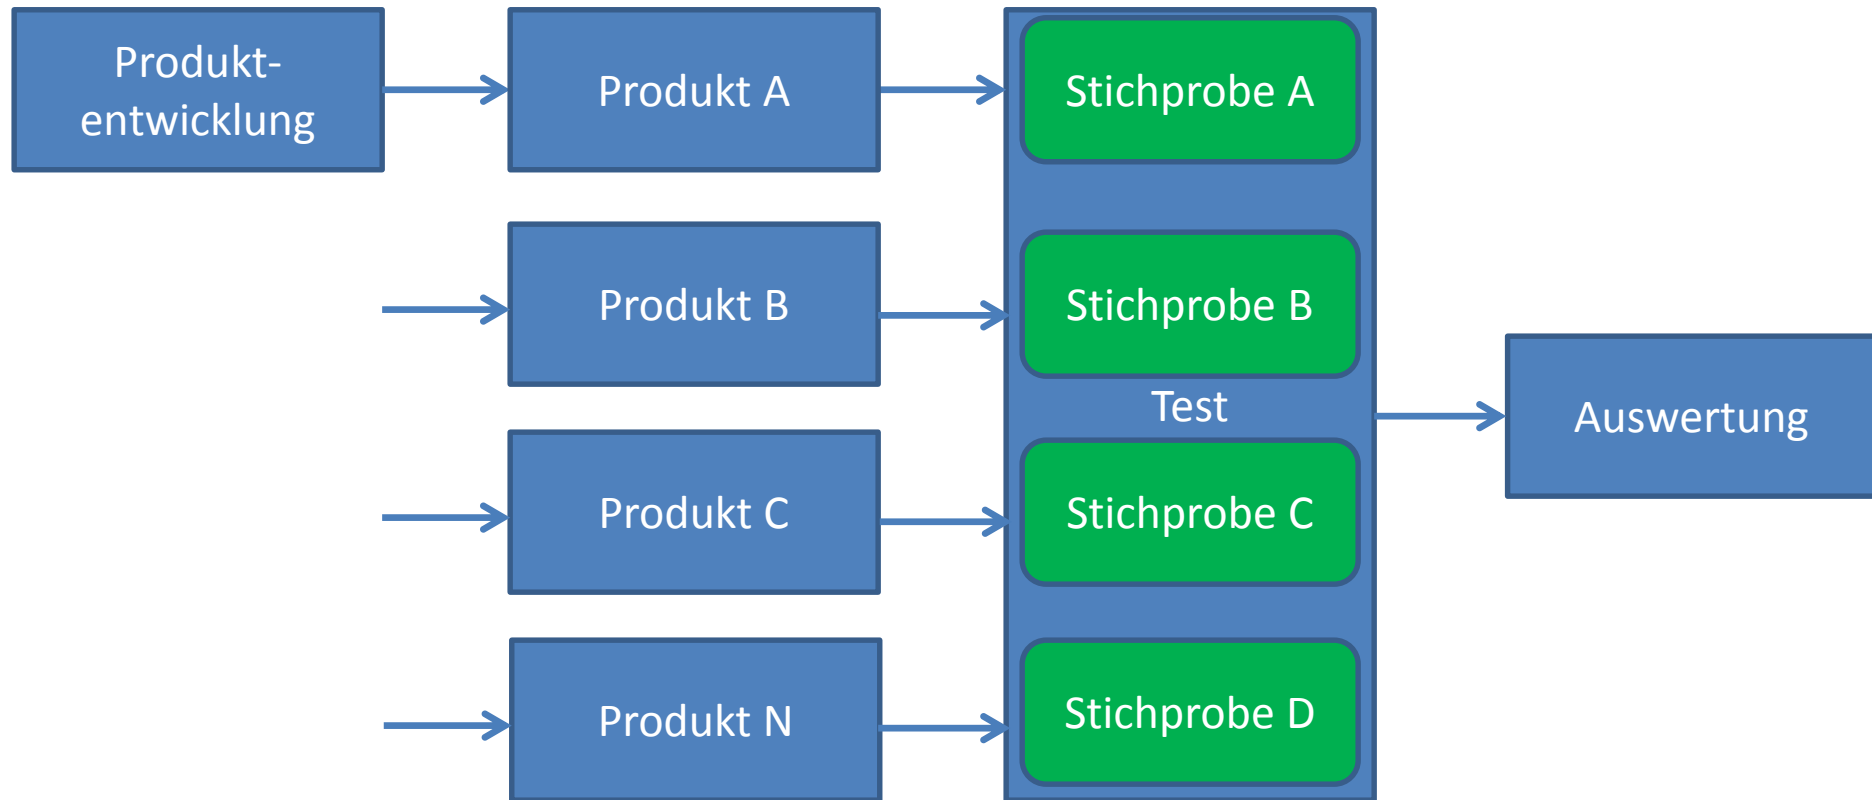 Produkt-
entwicklung
Produkt A
Stichprobe A
Produkt B
Stichprobe B
Test
Auswertung
Produkt C
Stichprobe C
Produkt N
Stichprobe D